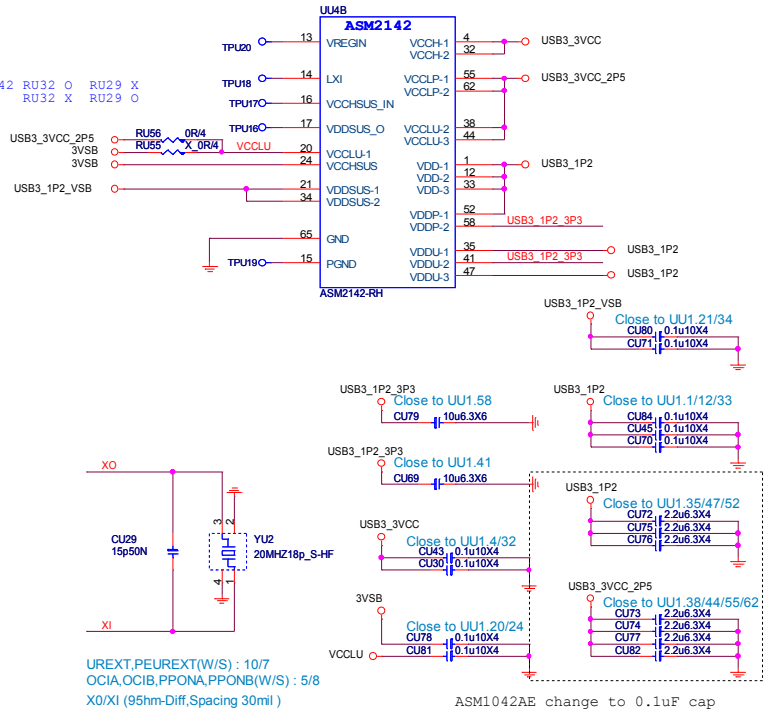 UU4B
ASM2142
TPU20 13 VREGIN VCCH-1 4 USB3_3VCC
VCCH-2 32
TPU18 14 LXI VCCLP-1 55 USB3_3VCC_2P5
42 RU32 O RU29 X
VCCLP-2 62
RU32 X RU29 O
TPU17 16 VCCHSUS_IN
TPU16 17 VDDSUS_O VCCLU-2 38
VCCLU-3 44
USB3_3VCC_2P5 RU56 0R/4
3VSB RU55 X_0R/4 VCCLU 20 VCCLU-1
3VSB 24 VCCHSUS VDD-1 1 USB3_1P2
VDD-2 12
USB3_1P2_VSB 21 VDDSUS-1 VDD-3 33
34 VDDSUS-2
VDDP-1 52
VDDP-2 58 USB3_1P2_3P3
65 GND VDDU-1 35 USB3_1P2
TPU19 15 PGND VDDU-2 41 USB3_1P2_3P3
VDDU-3 47 USB3_1P2
ASM2142-RH
USB3_1P2_VSB
Close to UU1.21/34
CU80 0.1u10X4
CU71 0.1u10X4
USB3_1P2_3P3
Close to UU1.58
CU79 10u6.3X6
USB3_1P2
Close to UU1.1/12/33
CU84 0.1u10X4
CU45 0.1u10X4
CU70 0.1u10X4
USB3_1P2_3P3
Close to UU1.41
CU69 10u6.3X6
USB3_1P2
Close to UU1.35/47/52
CU72 2.2u6.3X4
CU75 2.2u6.3X4
CU76 2.2u6.3X4
USB3_3VCC
Close to UU1.4/32
CU43 0.1u10X4
CU30 0.1u10X4
USB3_3VCC_2P5
Close to UU1.38/44/55/62
CU73 2.2u6.3X4
CU74 2.2u6.3X4
CU77 2.2u6.3X4
CU82 2.2u6.3X4
3VSB
Close to UU1.20/24
CU78 0.1u10X4
VCCLU CU81 0.1u10X4
XO
CU29
15p50N
3 2
YU2
20MHZ18p_S-HF
4 1
XI
UREXT,PEUREXT(W/S) : 10/7
OCIA,OCIB,PPONA,PPONB(W/S) : 5/8
X0/XI (95hm-Diff,Spacing 30mil )
ASM1042AE change to 0.1uF cap